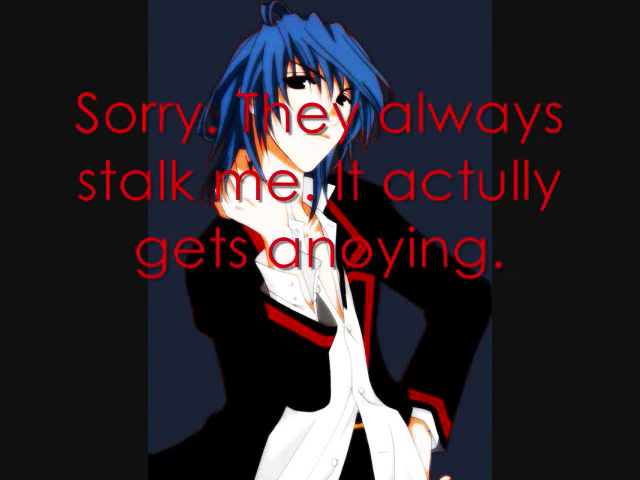 Sorry. They always
stalk me. It actully
gets anoying.